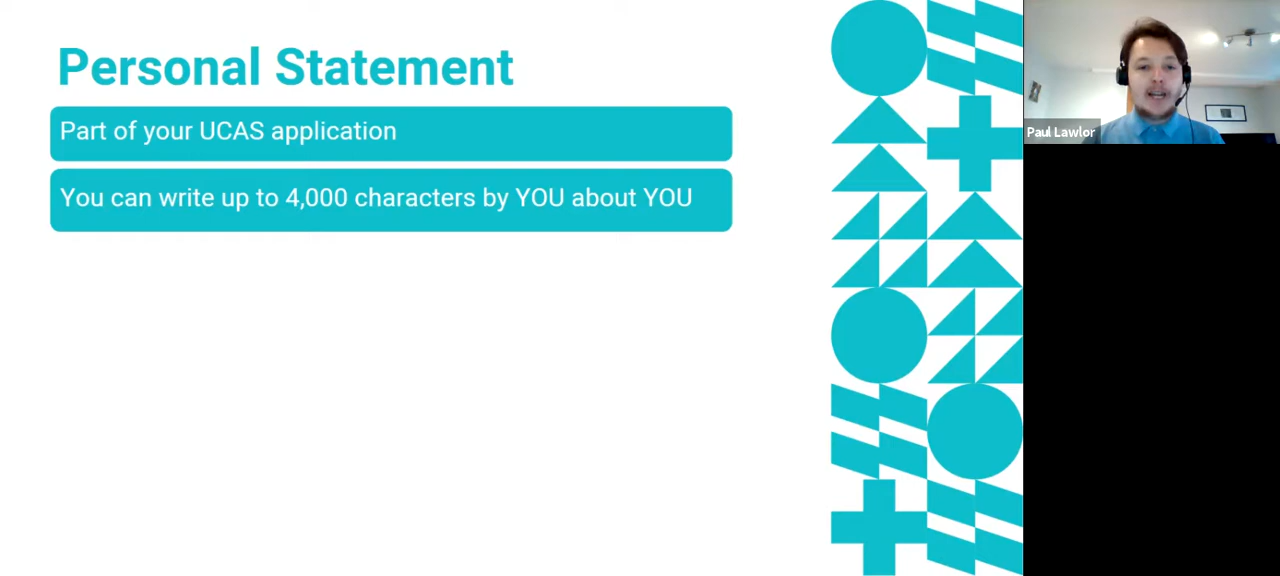 Personal Statement
Part of your UCAS application
You can write up to 4,000 characters by YOU about YOU
Paul Lawlor